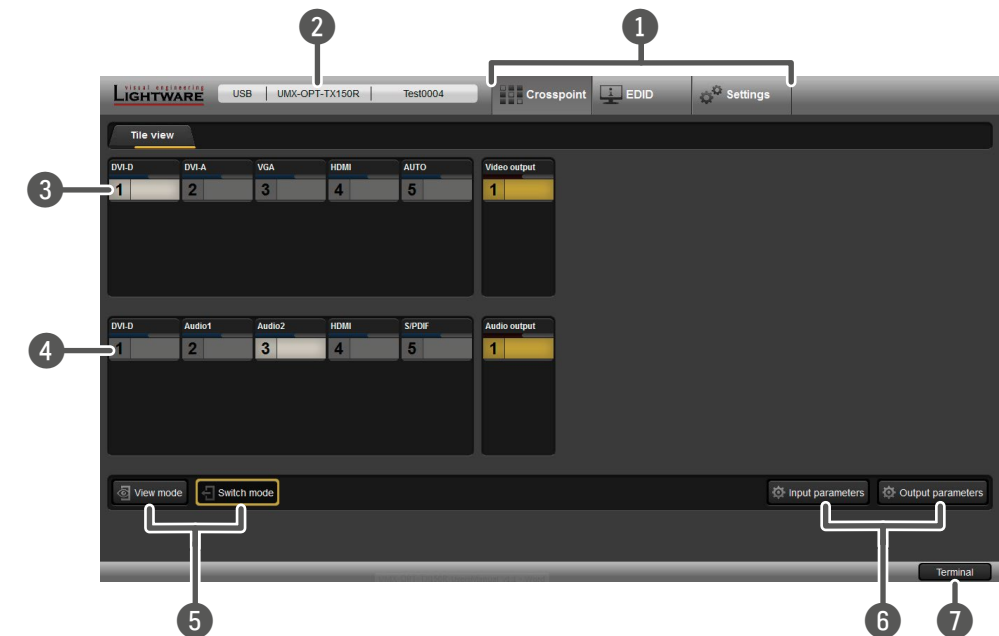 2 1
visual engineering
LIGHTWARE USB UMX-OPT-TX150R Test0004 Crosspoint EDID Settings
Tile view
DVI-D DVI-A VGA HDMI AUTO Video output
3 1 2 3 4 5 1
DVI-D Audio1 Audio2 HDMI S/PDIF Audio output
4 1 2 3 4 5 1
View mode Switch mode Input parameters Output parameters
Terminal
5 6 7